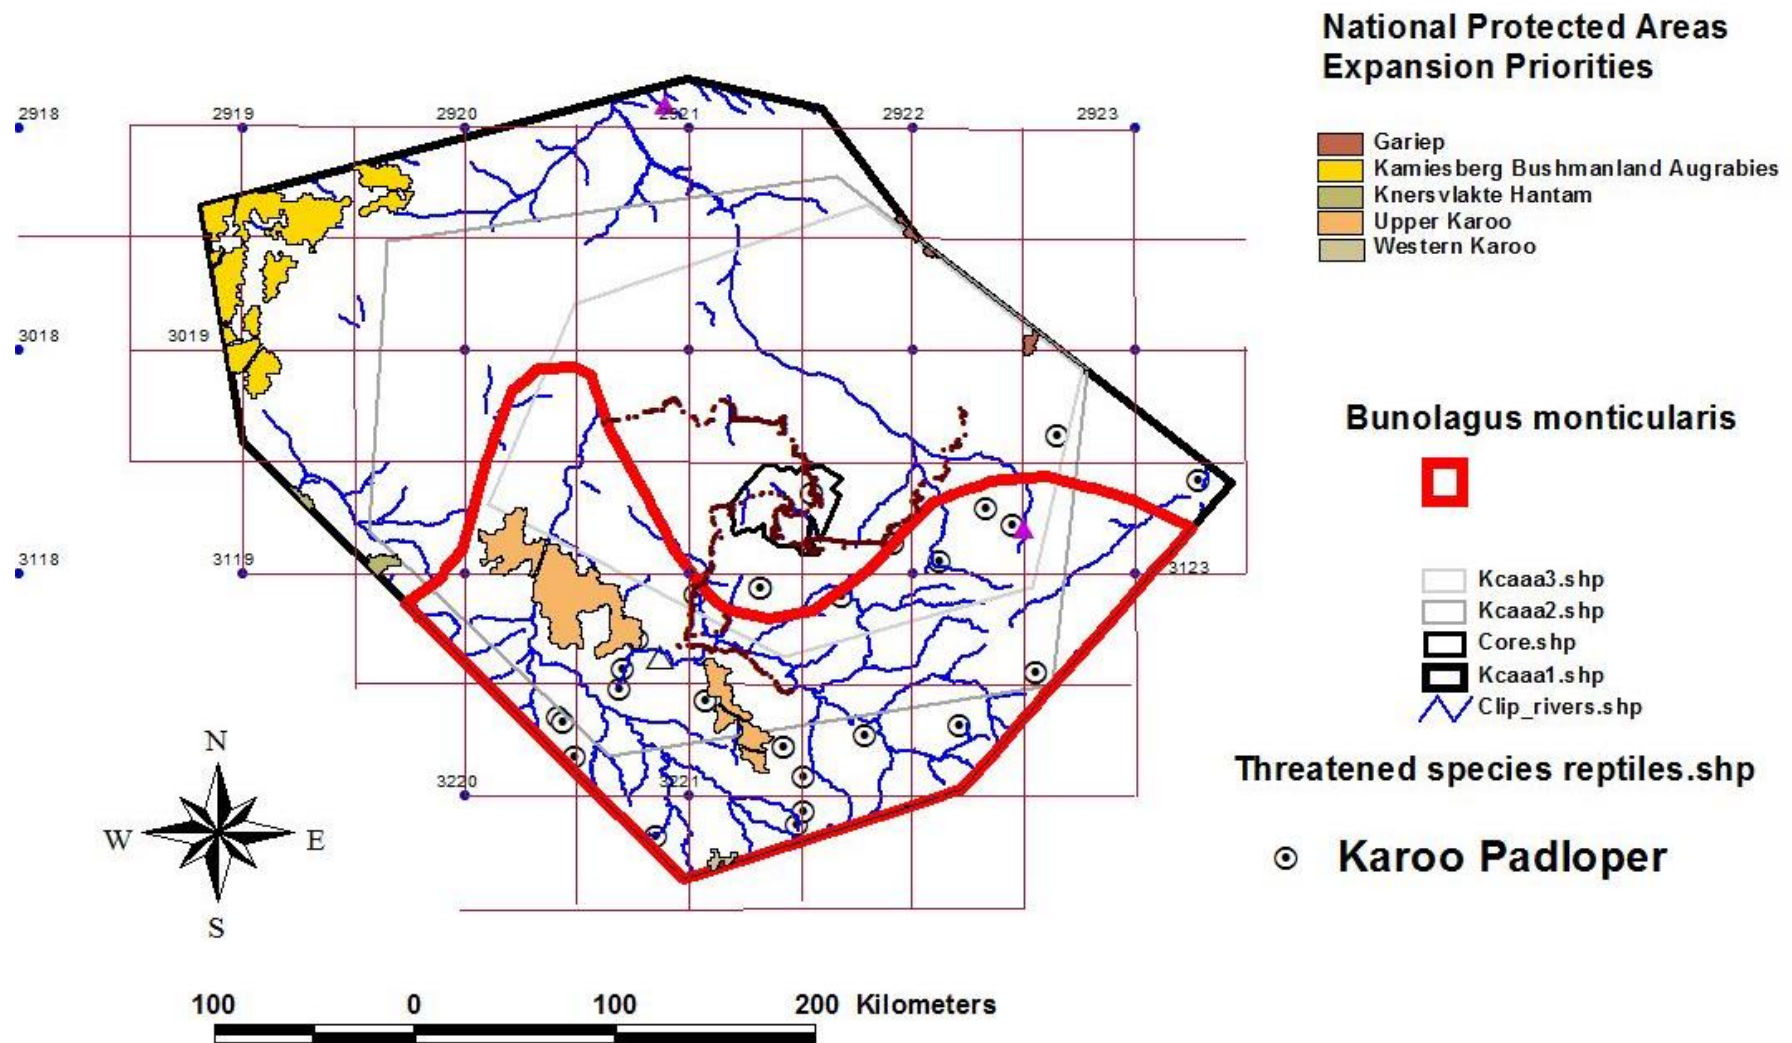 National Protected Areas
Expansion Priorities
2918
2919
2920
2921
2922
2923
Gariep
Kamiesberg Bushmanland Augrabies
Knersvlakte Hantam
Upper Karoo
Western Karoo
3018
3019
Bunolagus monticularis
3118
3119
3123
Kcaaa3.shp
Kcaaa2.shp
Core.shp
Kcaaa1.shp
Clip_rivers.shp
3220
3221
Threatened species reptiles.shp
Karoo Padloper
N
W
E
S
100 0 100 200 Kilometers